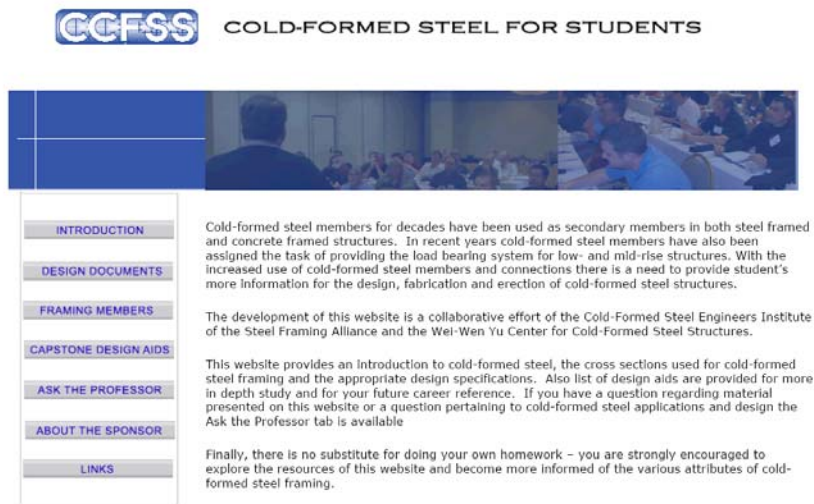 CCFSS COLD-FORMED STEEL FOR STUDENTS
INTRODUCTION
DESIGN DOCUMENTS
FRAMING MEMBERS
CAPSTONE DESIGN AIDS
ASK THE PROFESSOR
ABOUT THE SPONSOR
LINKS
Cold-formed steel members for decades have been used as secondary members in both steel framed
and concrete framed structures. In recent years cold-formed steel members have also been
assigned the task of providing the load bearing system for low- and mid-rise structures. With the
increased use of cold-formed steel members and connections there is a need to provide student's
more information for the design, fabrication and erection of cold-formed steel structures.
The development of this website is a collaborative effort of the Cold-Formed Steel Engineers Institute
of the Steel Framing Alliance and the Wei-Wen Yu Center for Cold-Formed Steel Structures.
This website provides an introduction to cold-formed steel, the cross sections used for cold-formed
steel framing and the appropriate design specifications. Also list of design aids are provided for more
in depth study and for your future career reference. If you have a question regarding material
presented on this website or a question pertaining to cold-formed steel applications and design the
Ask the Professor tab is available
Finally, there is no substitute for doing your own homework – you are strongly encouraged to
explore the resources of this website and become more informed of the various attributes of cold-
formed steel framing.